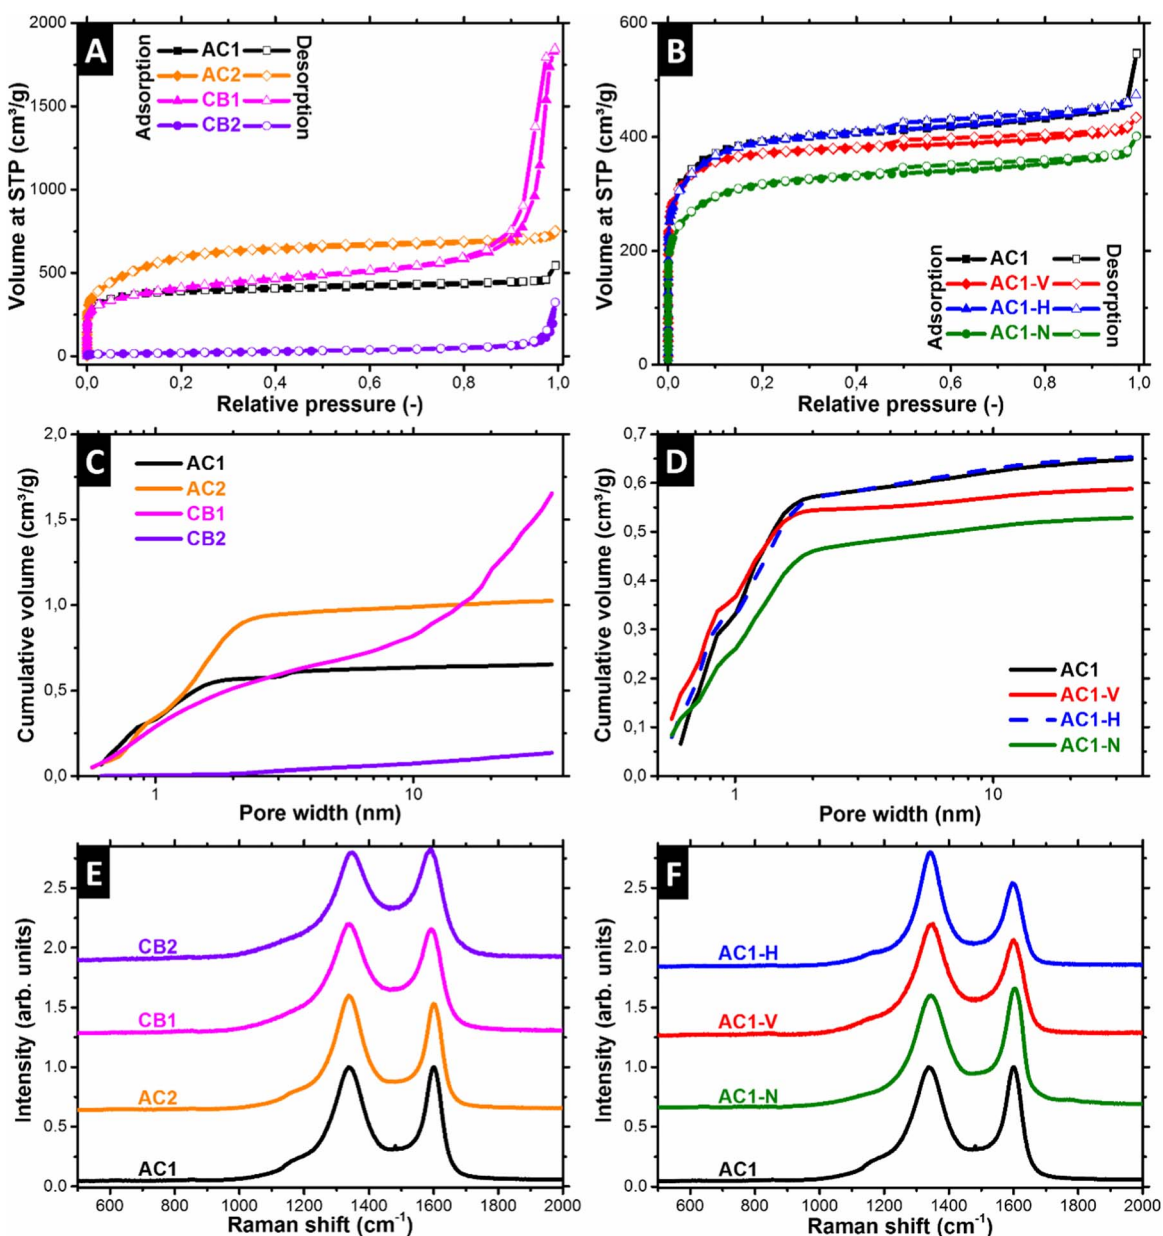 A
Volume at STP (cm³/g)
2000
1500
1000
500
0
Adsorption
AC1
AC2
CB1
CB2
Desorption
0,0 0,2 0,4 0,6 0,8 1,0
Relative pressure (-)
B
Volume at STP (cm³/g)
600
400
200
0
Adsorption
AC1
AC1-V
AC1-H
AC1-N
Desorption
0,0 0,2 0,4 0,6 0,8 1,0
Relative pressure (-)
C
Cumulative volume (cm³/g)
2,0
1,5
1,0
0,5
0,0
AC1
AC2
CB1
CB2
1 10
Pore width (nm)
D
Cumulative volume (cm³/g)
0,7
0,6
0,5
0,4
0,3
0,2
0,1
0,0
AC1
AC1-V
AC1-H
AC1-N
1 10
Pore width (nm)
E
Intensity (arb. units)
2.5
2.0
1.5
1.0
0.5
0.0
CB2
CB1
AC2
AC1
600 800 1000 1200 1400 1600 1800 2000
Raman shift (cm⁻¹)
F
Intensity (arb. units)
2.5
2.0
1.5
1.0
0.5
0.0
AC1-H
AC1-V
AC1-N
AC1
600 800 1000 1200 1400 1600 1800 2000
Raman shift (cm⁻¹)